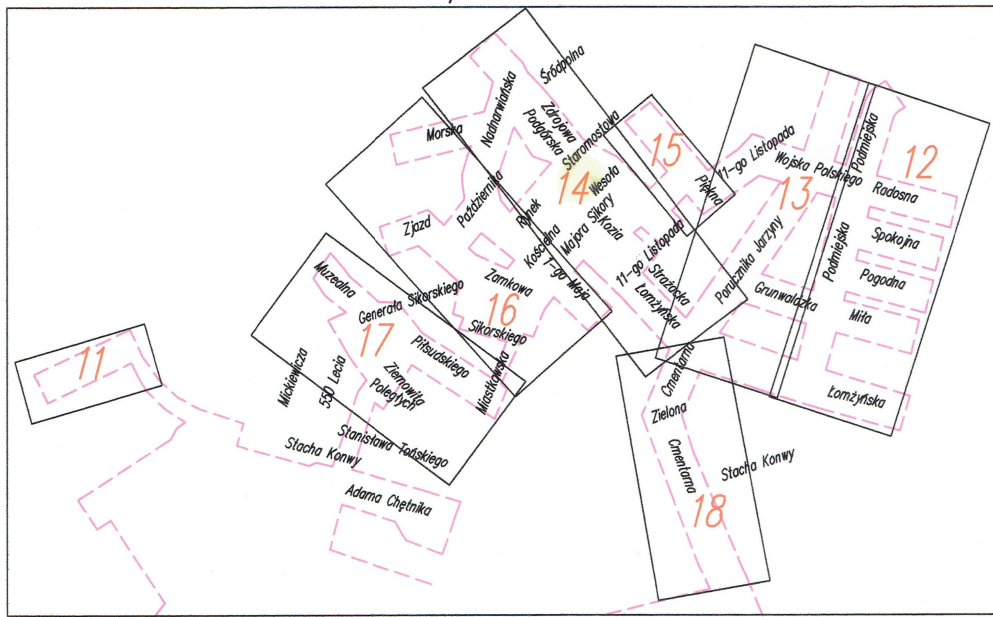 Śródpolna
Nadnarwiańska
Morska
Zdrojowa
Podgórska
Staromostowa
15
11-go Listopada
Wojska Polskiego
Podmiejska
12
14
Wesoła
Piękna
13
Radosna
Października
Sikory
Zjazd
Rynek
Kozia
Majora
Kościelna
11-go Listopada
Porucznika Jarzyny
Podmiejska
Spokojna
1-go Maja
Strażacka
Pogodna
Muzealna
Zamkowa
Łomżyńska
Grunwaldzka
Generała Sikorskiego
16
Miła
17
Sikorskiego
11
Piłsudskiego
Mickiewicza
550 Lecia
Ziemowita
Poległych
Miastkowska
Cmentarna
Łomżyńska
Zielona
Stanisława Tońskiego
Stacha Konwy
Cmentarna
Stacha Konwy
Adama Chętnika
18